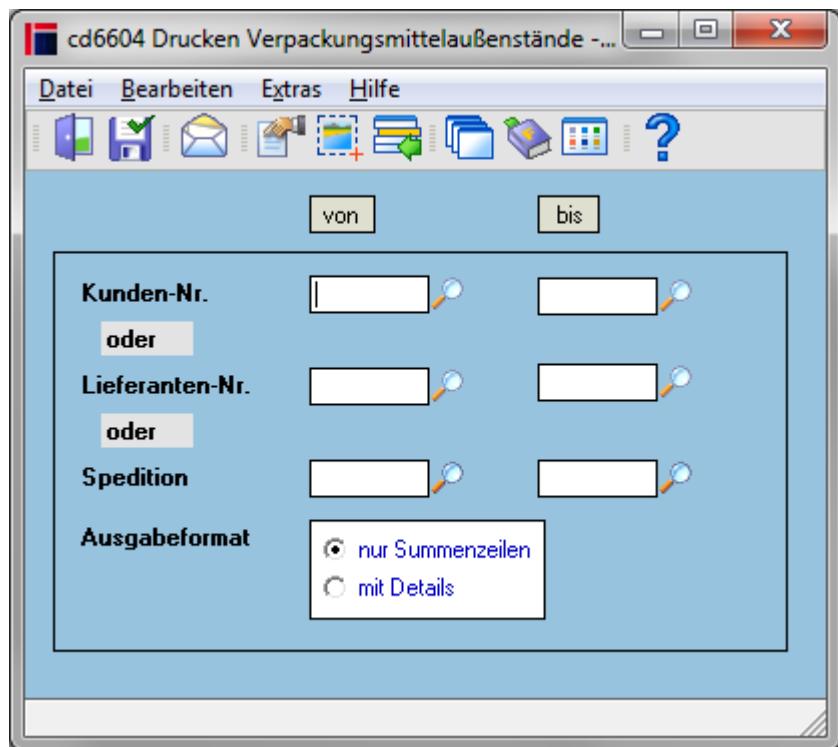 cd6604 Drucken Verpackungsmittelaußenstände -...
Datei Bearbeiten Extras Hilfe
von bis
Kunden-Nr.
oder
Lieferanten-Nr.
oder
Spedition
Ausgabeformat
nur Summenzeilen
mit Details